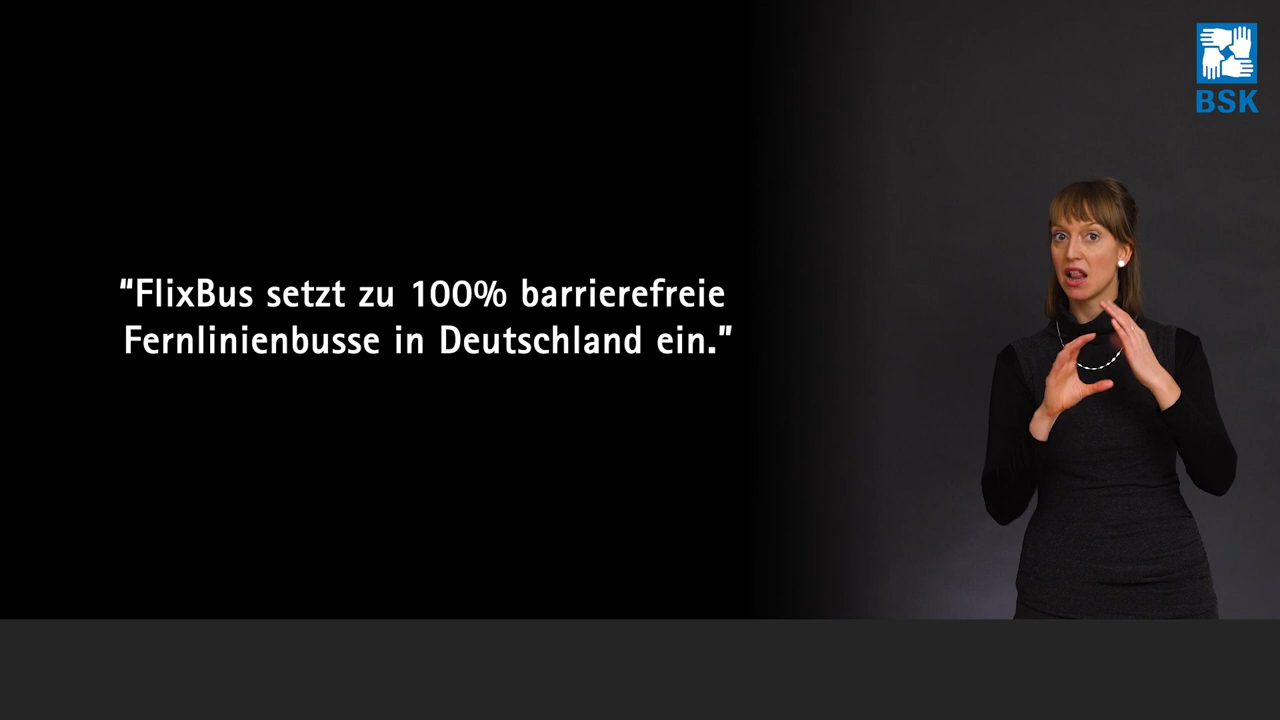 BSK
“FlixBus setzt zu 100% barrierefreie
Fernlinienbusse in Deutschland ein.”